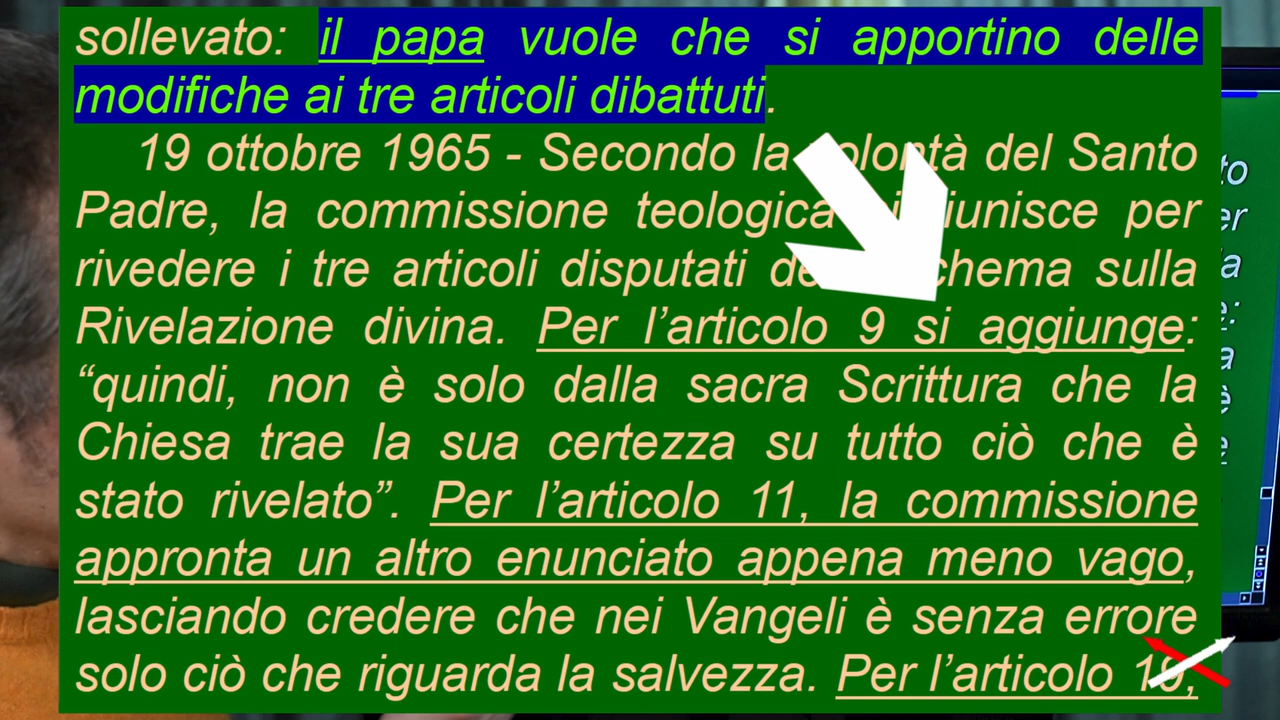 sollevato: il papa vuole che si apportino delle
modifiche ai tre articoli dibattuti.
19 ottobre 1965 - Secondo la volontà del Santo
Padre, la commissione teologica riunisce per
rivedere i tre articoli disputati schema sulla
Rivelazione divina. Per l’articolo 9 si aggiunge:
“quindi, non è solo dalla sacra Scrittura che la
Chiesa trae la sua certezza su tutto ciò che è
stato rivelato”. Per l’articolo 11, la commissione
appronta un altro enunciato appena meno vago,
lasciando credere che nei Vangeli è senza errore
solo ciò che riguarda la salvezza. Per l’articolo